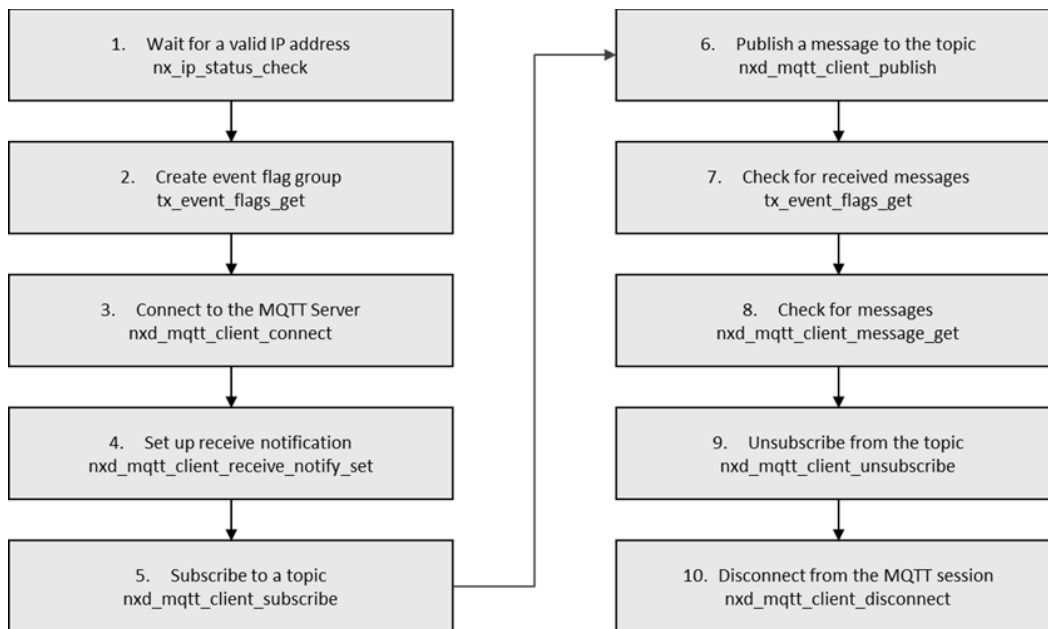 1. Wait for a valid IP address
nx_ip_status_check
2. Create event flag group
tx_event_flags_get
3. Connect to the MQTT Server
nxd_mqtt_client_connect
4. Set up receive notification
nxd_mqtt_client_receive_notify_set
5. Subscribe to a topic
nxd_mqtt_client_subscribe
6. Publish a message to the topic
nxd_mqtt_client_publish
7. Check for received messages
tx_event_flags_get
8. Check for messages
nxd_mqtt_client_message_get
9. Unsubscribe from the topic
nxd_mqtt_client_unsubscribe
10. Disconnect from the MQTT session
nxd_mqtt_client_disconnect